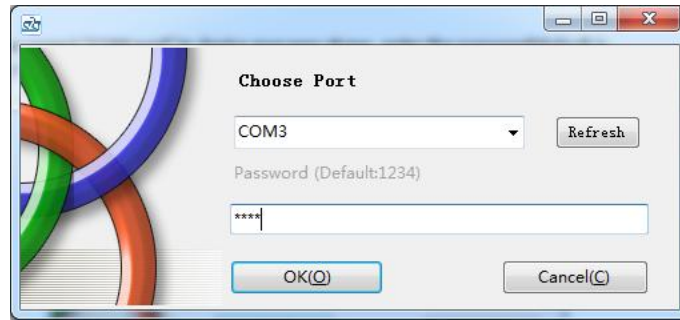 Choose Port
COM3
Refresh
Password (Default:1234)
****
OK(O)
Cancel(C)